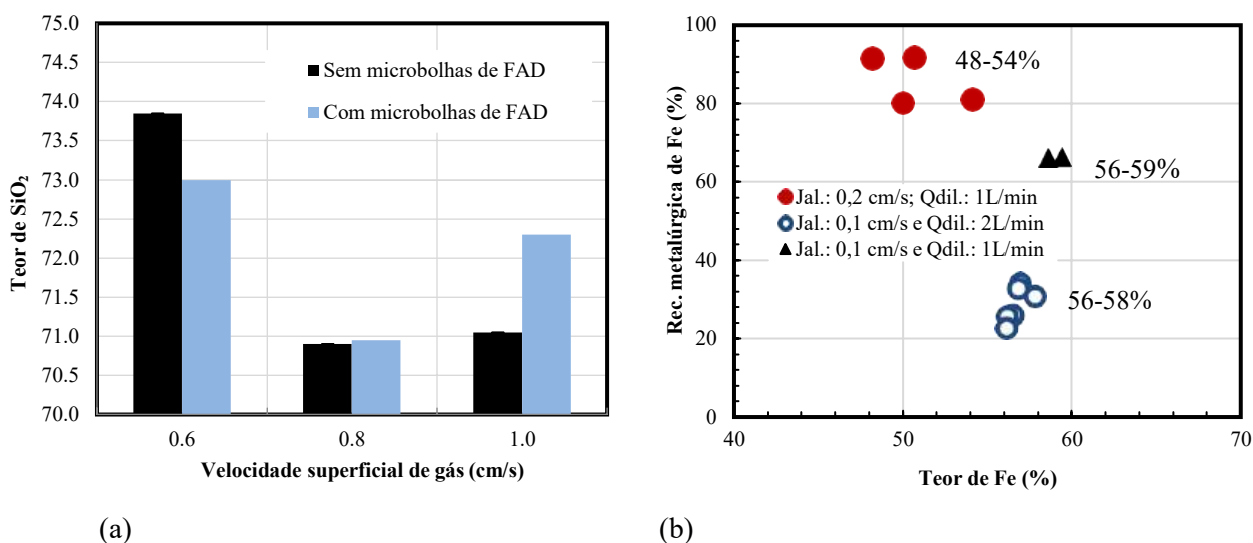 75.0
74.5
74.0
73.5
73.0
72.5
72.0
71.5
71.0
70.5
70.0
Teor de SiO2
Sem microbolhas de FAD
Com microbolhas de FAD
0.6
0.8
1.0
Velocidade superficial de gás (cm/s)
(a)
100
80
60
40
20
0
Rec. metalúrgica de Fe (%)
48-54%
56-59%
Jal.: 0,2 cm/s; Qdil.: 1L/min
Jal.: 0,1 cm/s e Qdil.: 2L/min
Jal.: 0,1 cm/s e Qdil.: 1L/min
56-58%
40
50
60
70
Teor de Fe (%)
(b)